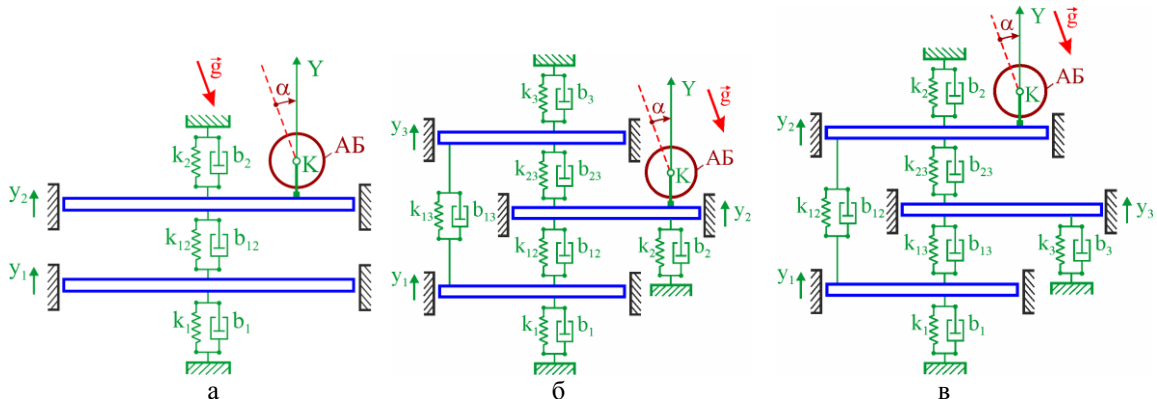 g⃗
α
Y
АБ
K
k₂
b₂
y₂
k₁₂
b₁₂
y₁
k₁
b₁
а
k₃
b₃
α
Y
g⃗
АБ
K
y₃
k₂₃
b₂₃
k₁₃
b₁₃
y₂
k₁₂
b₁₂
k₂
b₂
y₁
k₁
b₁
б
α
Y
g⃗
АБ
K
k₂
b₂
y₂
k₂₃
b₂₃
k₁₂
b₁₂
y₃
k₁₃
b₁₃
k₃
b₃
y₁
k₁
b₁
в